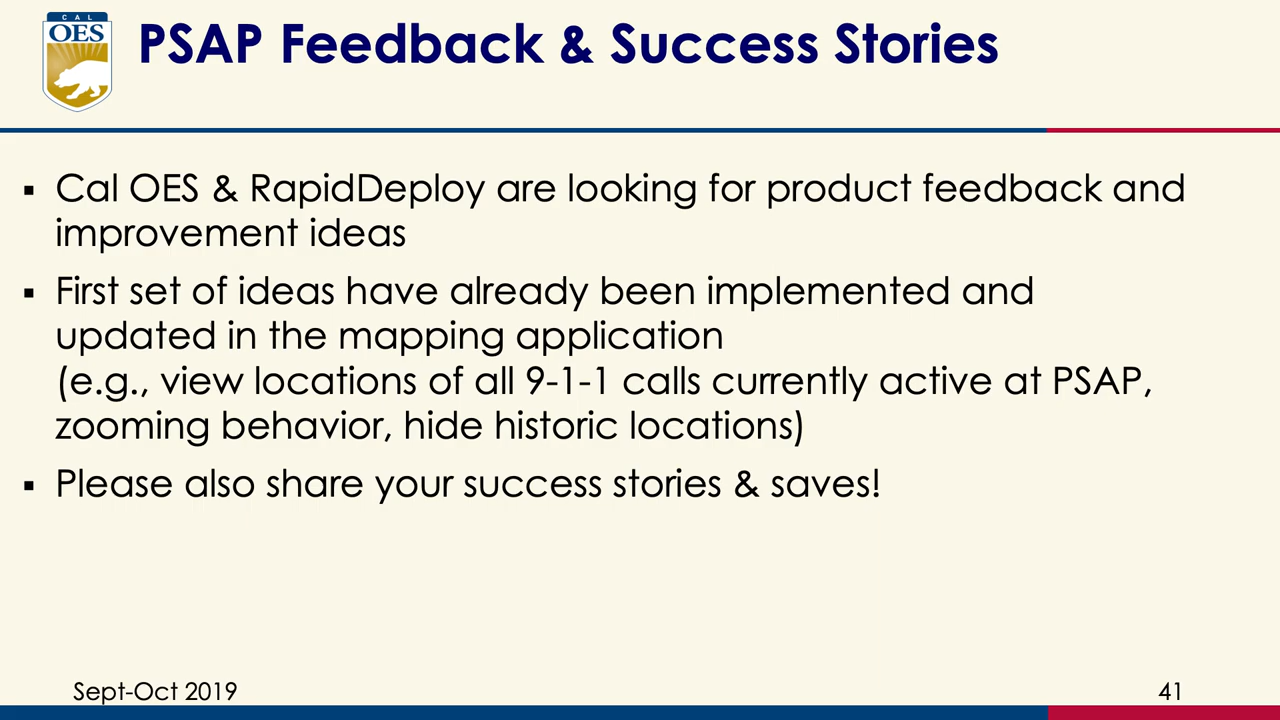 CAL
OES
PSAP Feedback & Success Stories
▪ Cal OES & RapidDeploy are looking for product feedback and
improvement ideas
▪ First set of ideas have already been implemented and
updated in the mapping application
(e.g., view locations of all 9-1-1 calls currently active at PSAP,
zooming behavior, hide historic locations)
▪ Please also share your success stories & saves!
Sept-Oct 2019
41